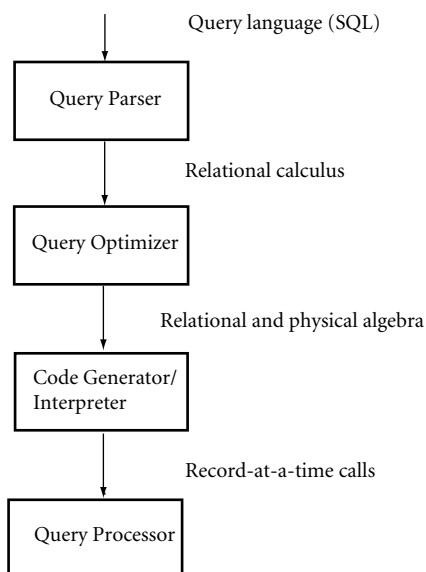 Query language (SQL)
Query Parser
Relational calculus
Query Optimizer
Relational and physical algebra
Code Generator/
Interpreter
Record-at-a-time calls
Query Processor